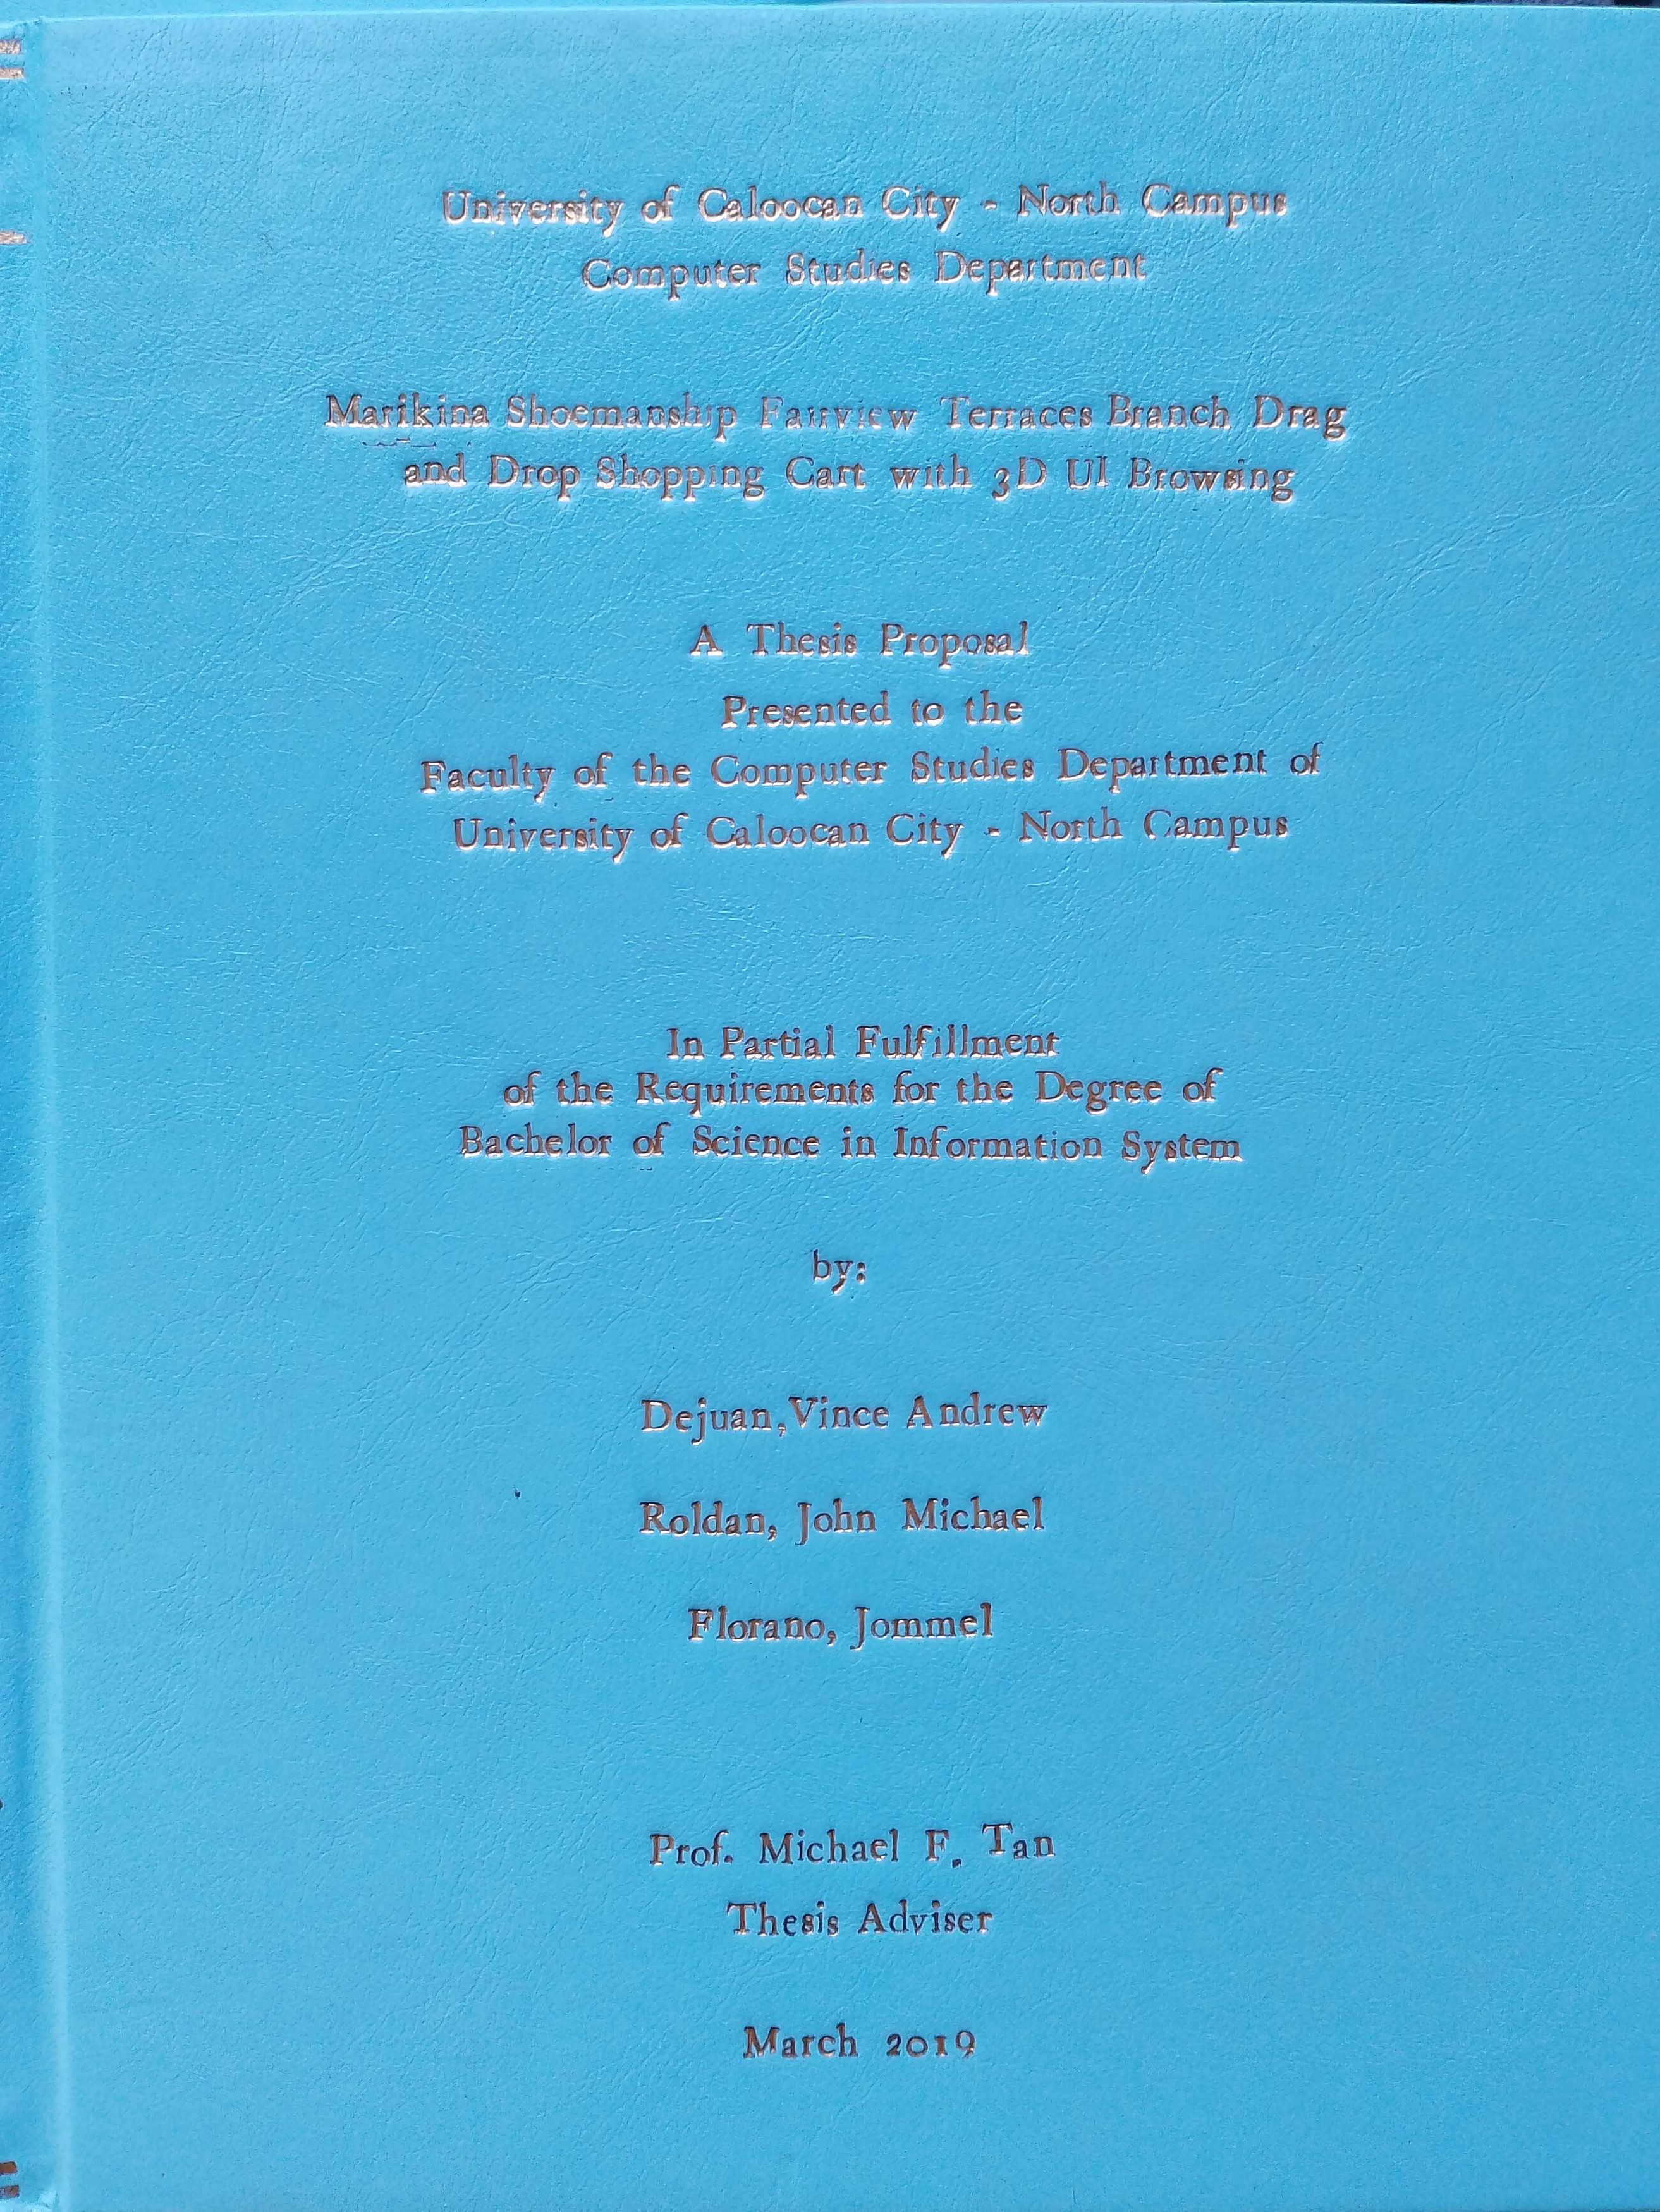 University of Caloocan City - North Campus
Computer Studies Department
Marikina Shoemanship Fairview Terraces Branch Drag
and Drop Shopping Cart with 3D UI Browsing
A Thesis Proposal
Presented to the
Faculty of the Computer Studies Department of
University of Caloocan City - North Campus
In Partial Fulfillment
of the Requirements for the Degree of
Bachelor of Science in Information System
by:
Dejuan,Vince Andrew
Roldan, John Michael
Florano, Jommel
Prof. Michael F. Tan
Thesis Adviser
March 2019